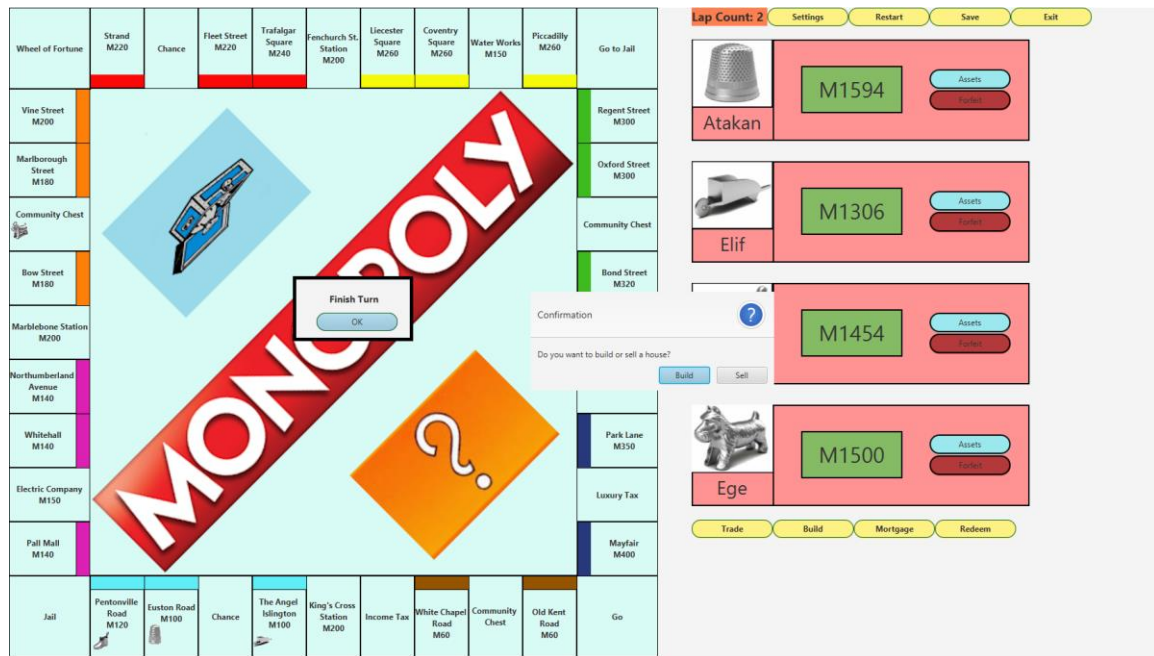 Wheel of Fortune
Strand
M220
Chance
Fleet Street
M220
Trafalgar
Square
M240
Fenchurch St.
Station
M200
Liecester
Square
M260
Coventry
Square
M260
Water Works
M150
Piccadilly
M260
Go to Jail
Vine Street
M200
Marlborough
Street
M180
Community Chest
Bow Street
M180
Marblebone Station
M200
Northumberland
Avenue
M140
Whitehall
M140
Electric Company
M150
Pall Mall
M140
MONOPOLY
?
Regent Street
M300
Oxford Street
M300
Community Chest
Bond Street
M320
Park Lane
M350
Luxury Tax
Mayfair
M400
Jail
Pentonville
Road
M120
Euston Road
M100
Chance
The Angel
Islington
M100
King's Cross
Station
M200
Income Tax
White Chapel
Road
M60
Community
Chest
Old Kent
Road
M60
Go
Finish Turn
OK
Confirmation
?
Do you want to build or sell a house?
Build Sell
Lap Count: 2 Settings Restart Save Exit
Atakan
M1594
Assets
Forfeit
Elif
M1306
Assets
Forfeit
M1454
Assets
Forfeit
Ege
M1500
Assets
Forfeit
Trade Build Mortgage Redeem